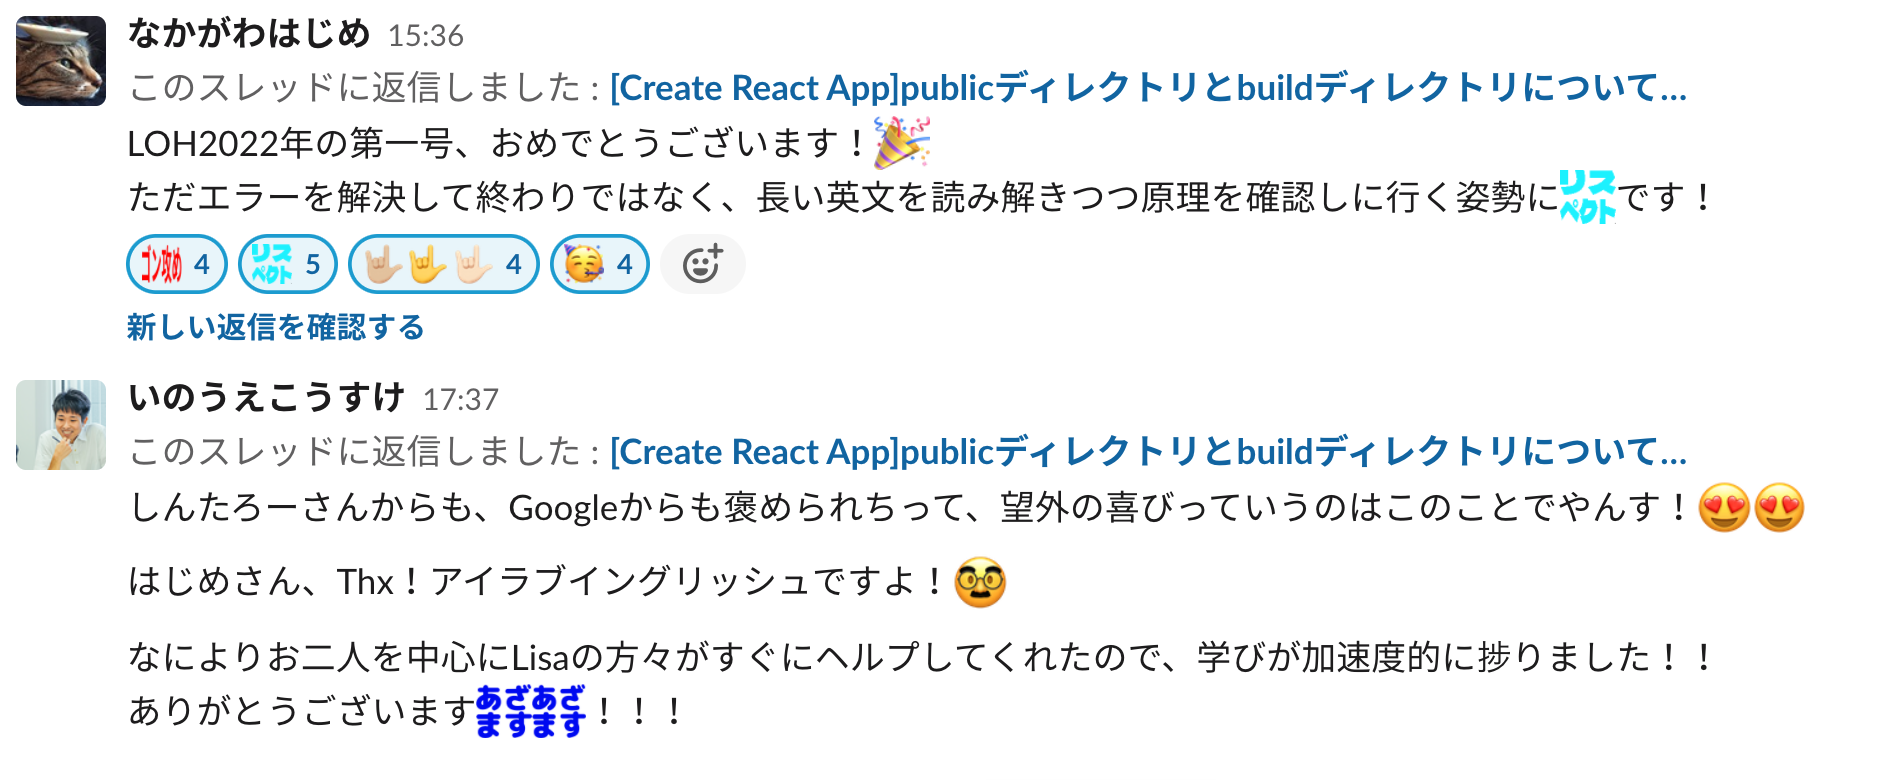 なかがわはじめ 15:36
このスレッドに返信しました : [Create React App]publicディレクトリとbuildディレクトリについて...
LOH2022年の第一号、おめでとうございます！🎉
ただエラーを解決して終わりではなく、長い英文を読み解きつつ原理を確認しに行く姿勢にリスペクトです！
ゴン攻め 4 リスペクト 5 4 4
新しい返信を確認する
いのうえこうすけ 17:37
このスレッドに返信しました : [Create React App]publicディレクトリとbuildディレクトリについて...
しんたろーさんからも、Googleからも褒められちって、望外の喜びっていうのはこのことでやんす！😍😍
はじめさん、Thx！アイラブイングリッシュですよ！🥸
なによりお二人を中心にLisaの方々がすぐにヘルプしてくれたので、学びが加速度的に捗りました！！
ありがとうございますあざますあざます！！！